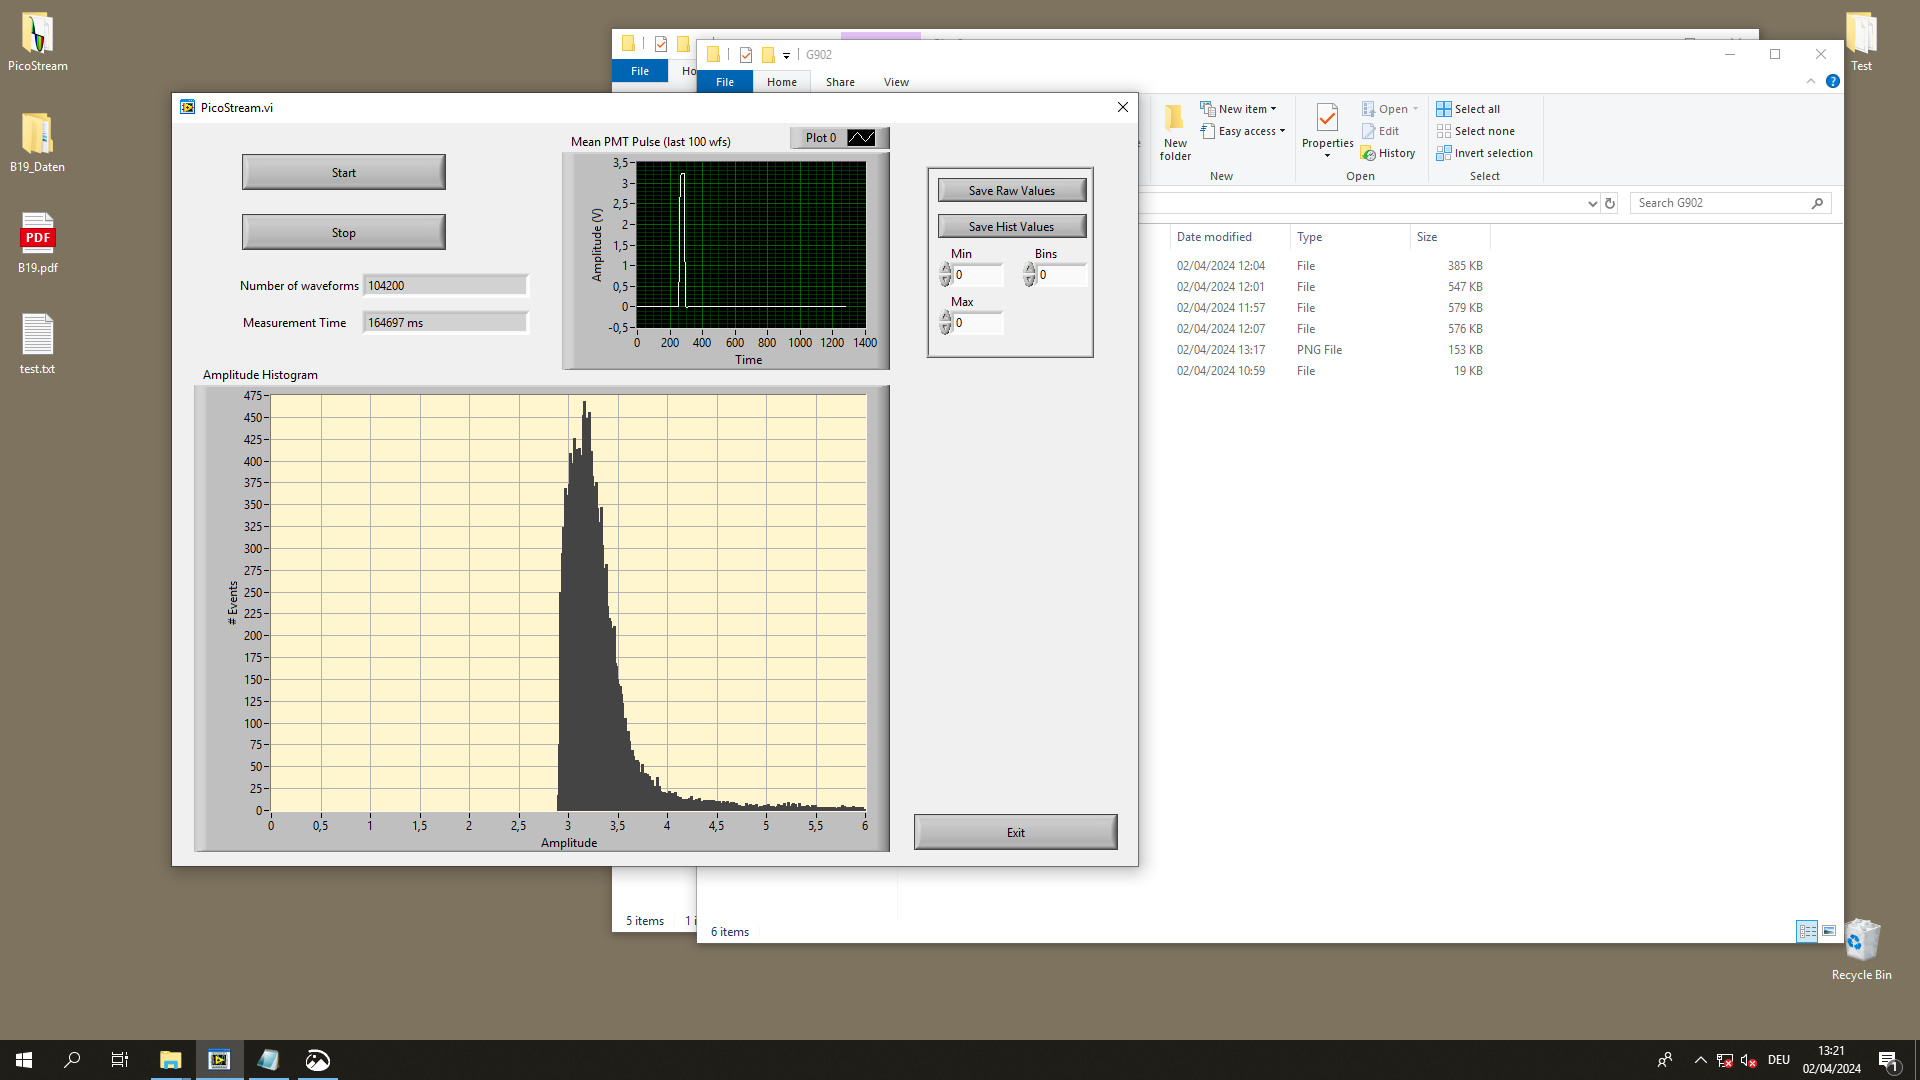 PicoStream
B19_Daten
PDF
B19.pdf
test.txt
Test
Recycle Bin
File
Ho
5 items
1 i
G902
File
Home
Share
View
New folder
New item
Easy access
New
Properties
Open
Edit
History
Open
Select all
Select none
Invert selection
Select
Search G902
Date modified
Type
Size
02/04/2024 12:04 File 385 KB
02/04/2024 12:01 File 547 KB
02/04/2024 11:57 File 579 KB
02/04/2024 12:07 File 576 KB
02/04/2024 13:17 PNG File 153 KB
02/04/2024 10:59 File 19 KB
6 items
PicoStream.vi
Start
Stop
Number of waveforms 104200
Measurement Time 164697 ms
Mean PMT Pulse (last 100 wfs)
Plot 0
Amplitude (V)
3,5
3
2,5
2
1,5
1
0,5
0
-0,5
0 200 400 600 800 1000 1200 1400
Time
Save Raw Values
Save Hist Values
Min
Bins
0
0
Max
0
Amplitude Histogram
# Events
475
450
425
400
375
350
325
300
275
250
225
200
175
150
125
100
75
50
25
0
0 0,5 1 1,5 2 2,5 3 3,5 4 4,5 5 5,5 6
Amplitude
Exit
DEU
13:21
02/04/2024
1